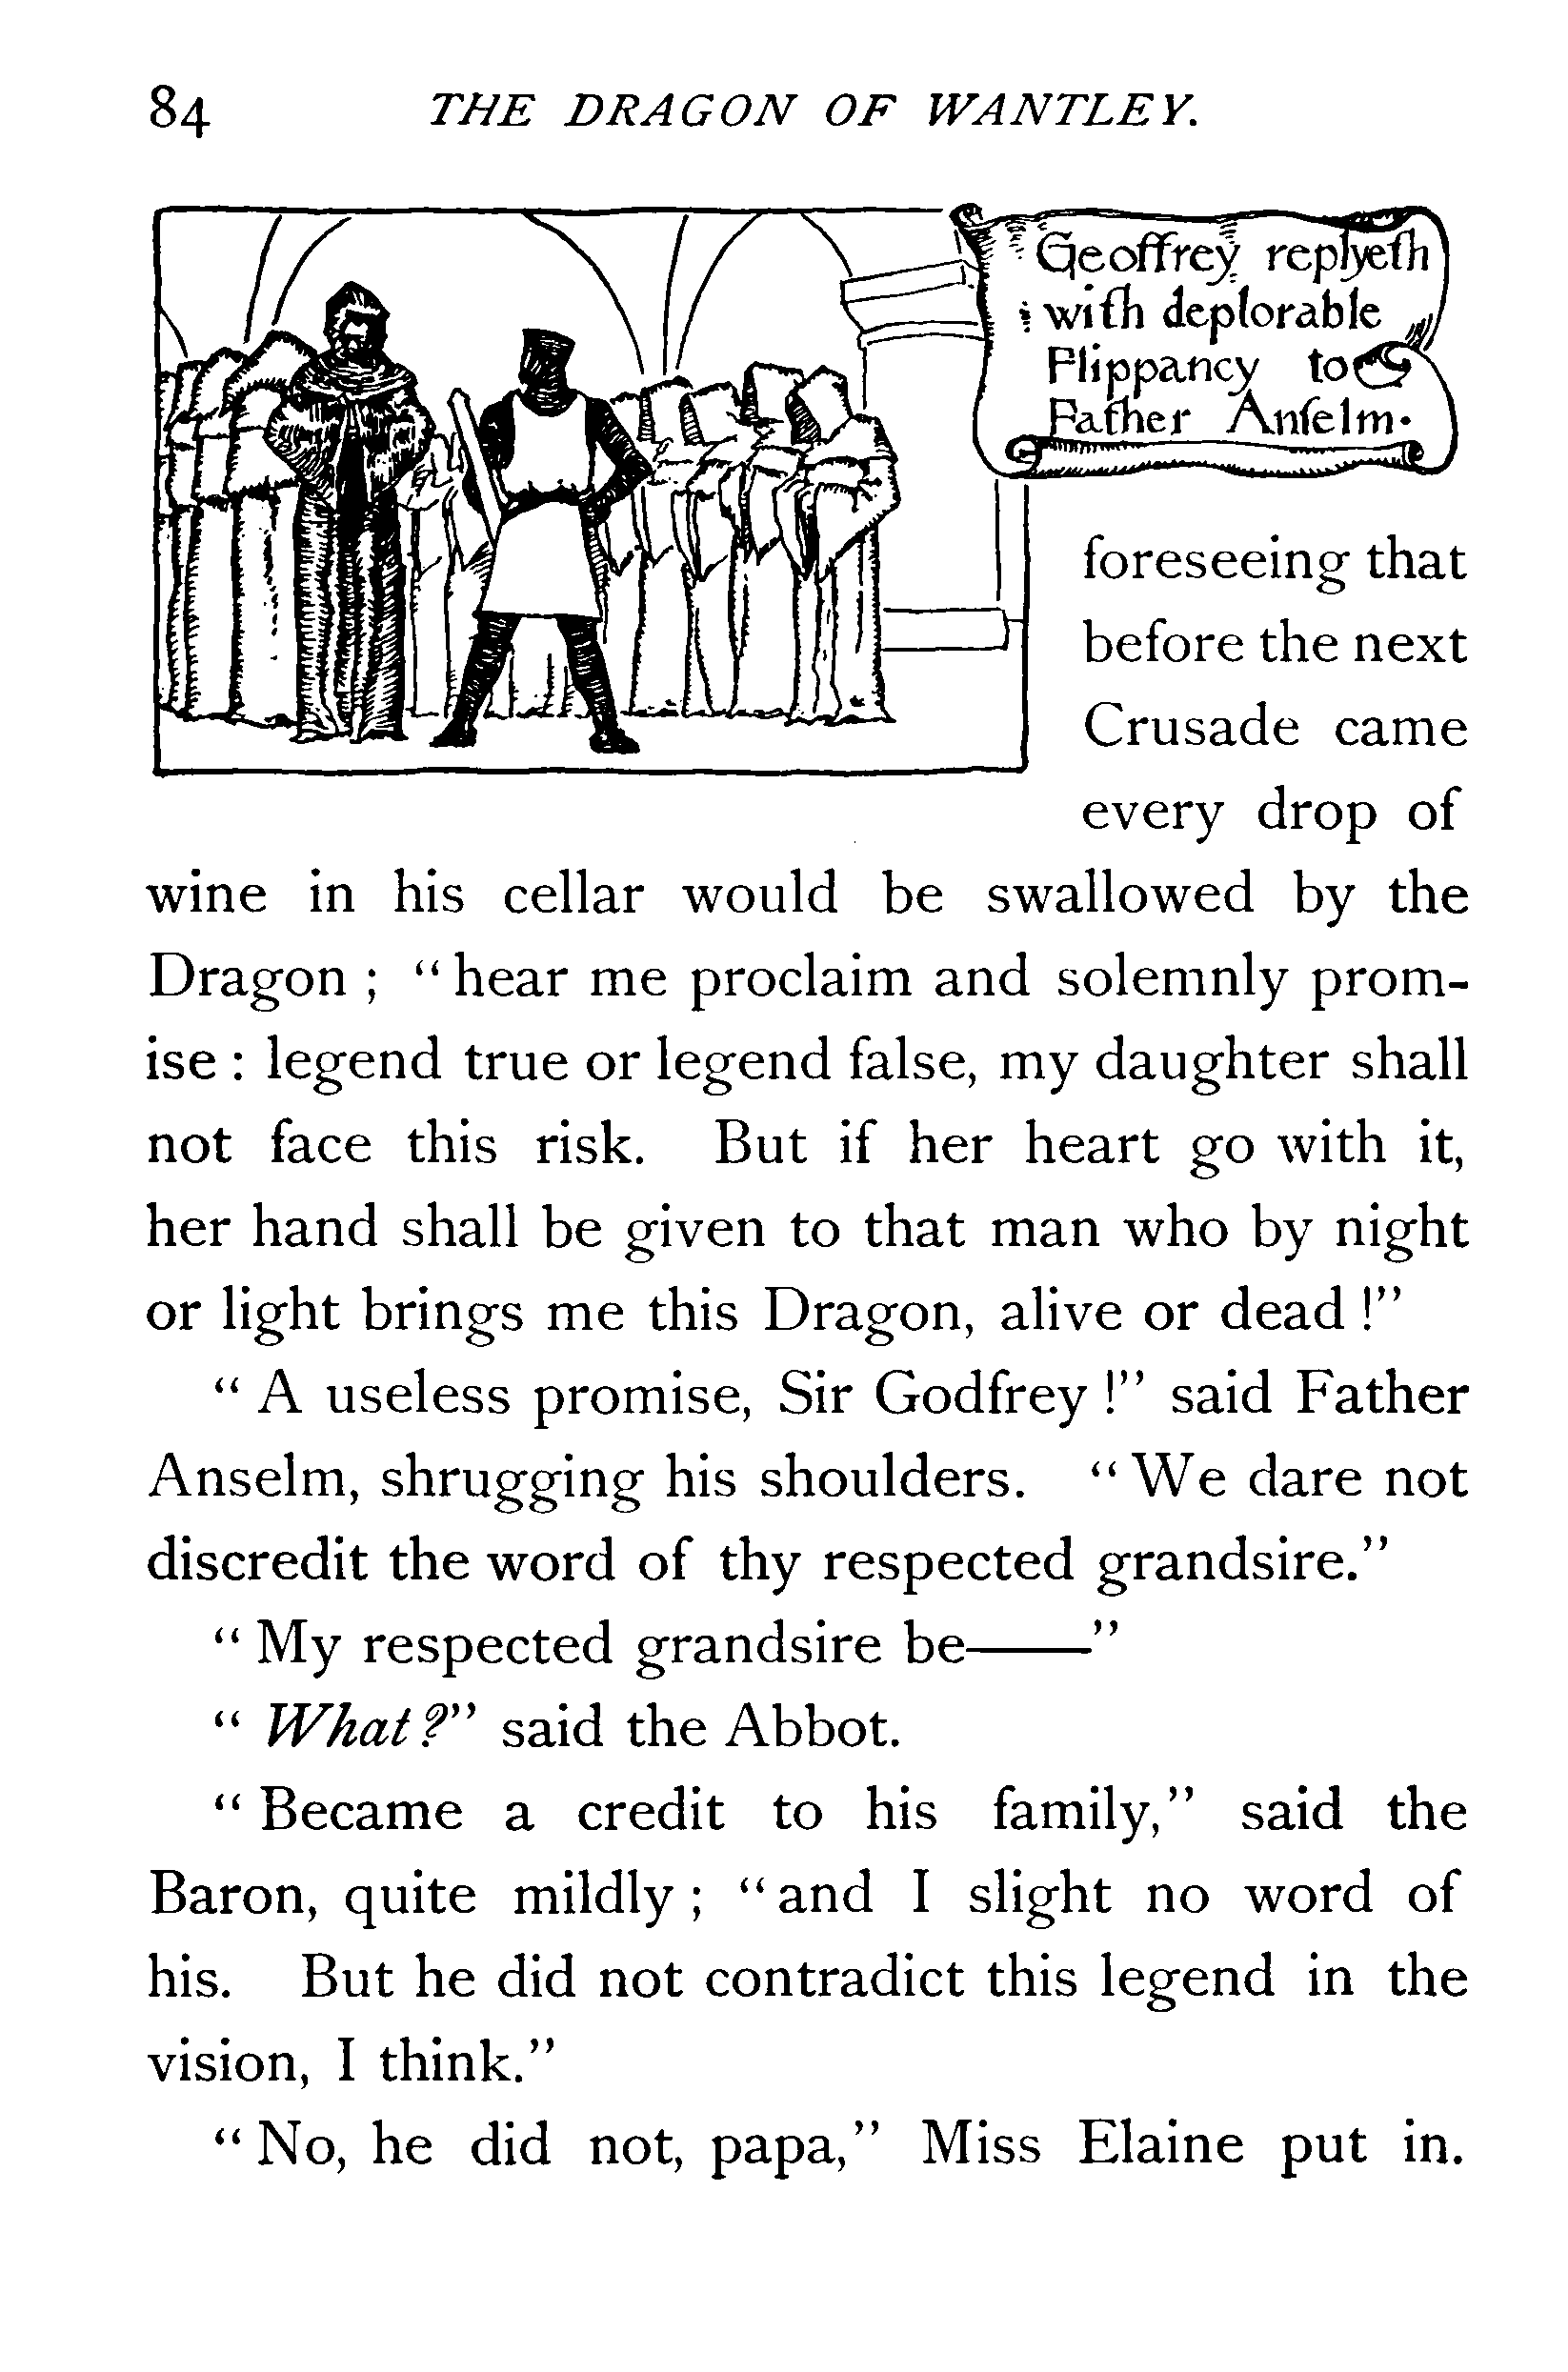 84 THE DRAGON OF WANTLEY.
Geoffrey replyeth
with deplorable
Flippancy to
Father Anſelm.
foreseeing that
before the next
Crusade came
every drop of
wine in his cellar would be swallowed by the
Dragon ; “ hear me proclaim and solemnly prom-
ise : legend true or legend false, my daughter shall
not face this risk. But if her heart go with it,
her hand shall be given to that man who by night
or light brings me this Dragon, alive or dead !”
“ A useless promise, Sir Godfrey !” said Father
Anselm, shrugging his shoulders. “ We dare not
discredit the word of thy respected grandsire.”
“ My respected grandsire be——”
“ What ?” said the Abbot.
“ Became a credit to his family,” said the
Baron, quite mildly ; “ and I slight no word of
his. But he did not contradict this legend in the
vision, I think.”
“ No, he did not, papa,” Miss Elaine put in.